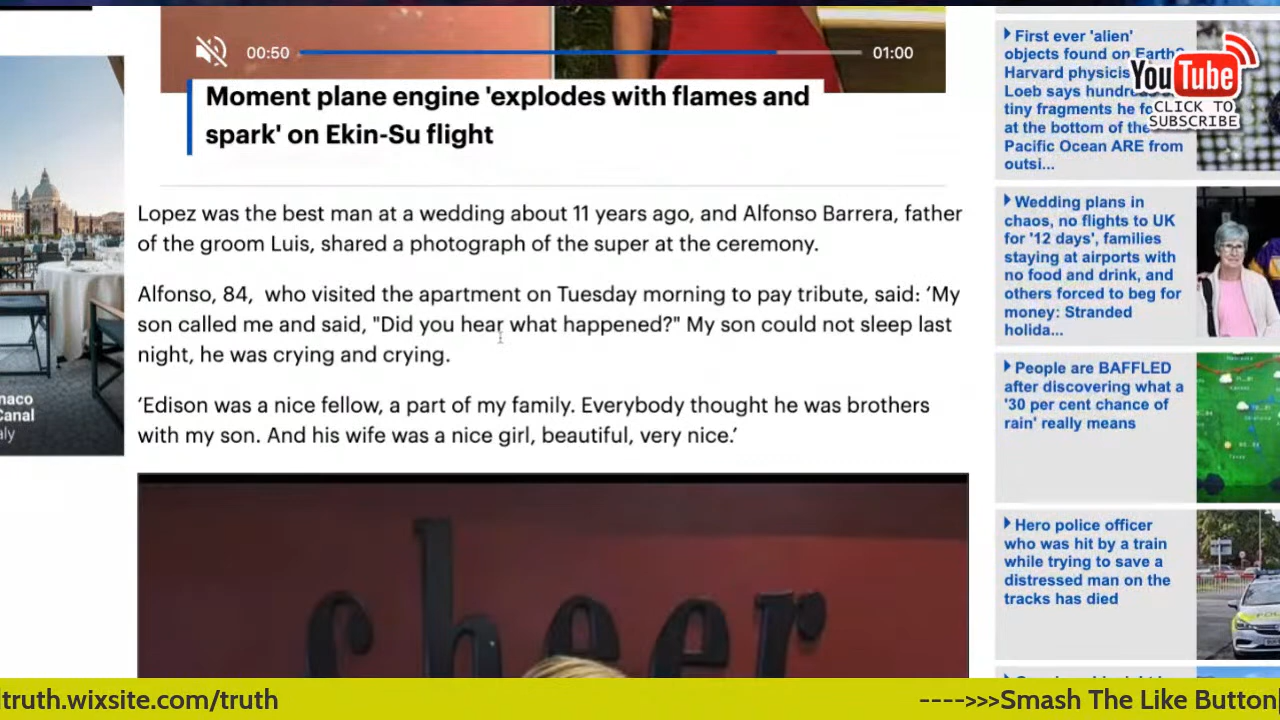 00:50
01:00
Moment plane engine 'explodes with flames and
spark' on Ekin-Su flight
Lopez was the best man at a wedding about 11 years ago, and Alfonso Barrera, father
of the groom Luis, shared a photograph of the super at the ceremony.
Alfonso, 84, who visited the apartment on Tuesday morning to pay tribute, said: ‘My
son called me and said, "Did you hear what happened?" My son could not sleep last
night, he was crying and crying.
‘Edison was a nice fellow, a part of my family. Everybody thought he was brothers
with my son. And his wife was a nice girl, beautiful, very nice.’
cheer
naco
Canal
ly
First ever 'alien'
objects found on Earth?
Harvard physicis
Loeb says hundre
tiny fragments he fo
at the bottom of the
Pacific Ocean ARE from
outsi...
YouTube
CLICK TO
SUBSCRIBE
Wedding plans in
chaos, no flights to UK
for '12 days', families
staying at airports with
no food and drink, and
others forced to beg for
money: Stranded
holida...
People are BAFFLED
after discovering what a
'30 per cent chance of
rain' really means
Hero police officer
who was hit by a train
while trying to save a
distressed man on the
tracks has died
truth.wixsite.com/truth
---->>>Smash The Like Button